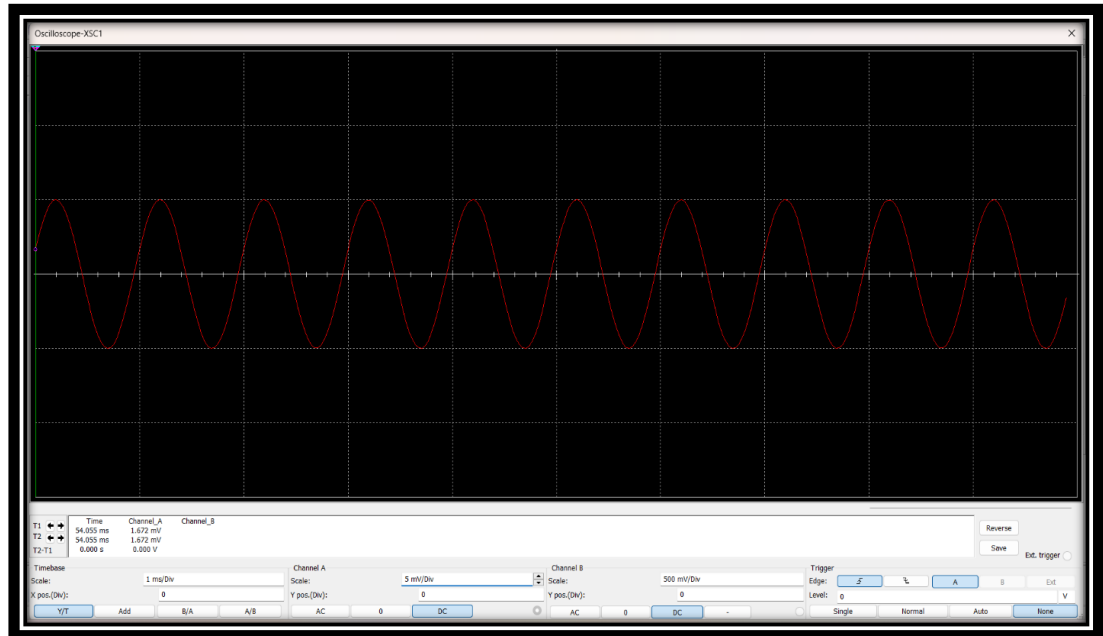 Oscilloscope-XSC1
Time Channel_A Channel_B
T1 54.055 ms 1.672 mV
T2 54.055 ms 1.672 mV
T2-T1 0.000 s 0.000 V
Reverse
Save
Ext. trigger
Timebase
Scale: 1 ms/Div
X pos.(Div): 0
Y/T Add B/A A/B
Channel A
Scale: 5 mV/Div
Y pos.(Div): 0
AC 0 DC
Channel B
Scale: 500 mV/Div
Y pos.(Div): 0
AC 0 DC -
Trigger
Edge: A B Ext
Level: 0 V
Single Normal Auto None